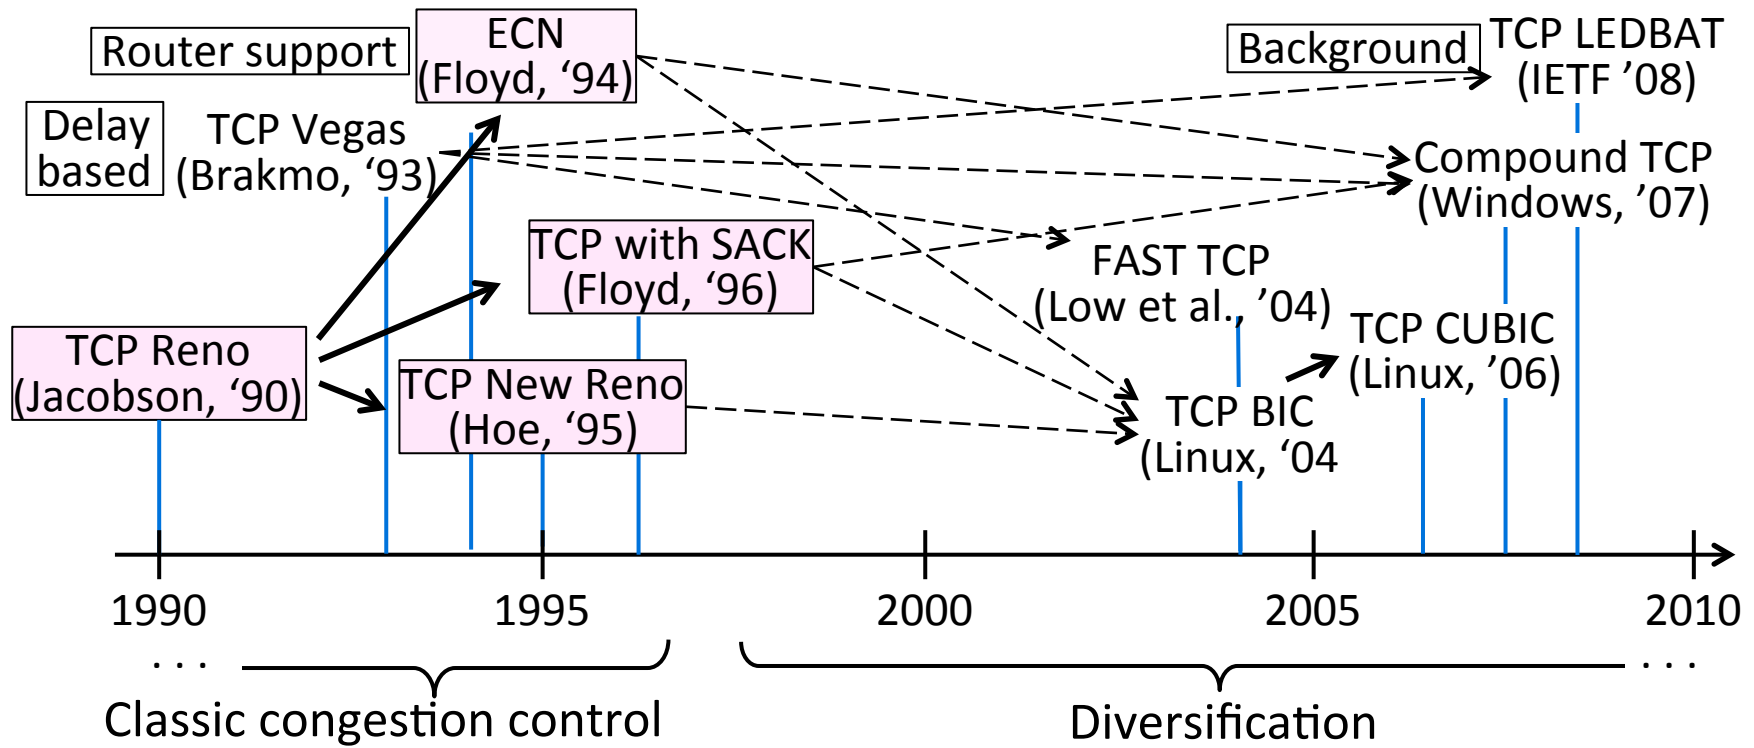 Router support
ECN
(Floyd, ‘94)
Background
TCP LEDBAT
(IETF ’08)
Delay
based
TCP Vegas
(Brakmo, ‘93)
Compound TCP
(Windows, ’07)
TCP with SACK
(Floyd, ‘96)
FAST TCP
(Low et al., ’04)
TCP Reno
(Jacobson, ‘90)
TCP New Reno
(Hoe, ‘95)
TCP BIC
(Linux, ‘04
TCP CUBIC
(Linux, ’06)
1990
1995
2000
2005
2010
. . .
. . .
Classic congestion control
Diversification